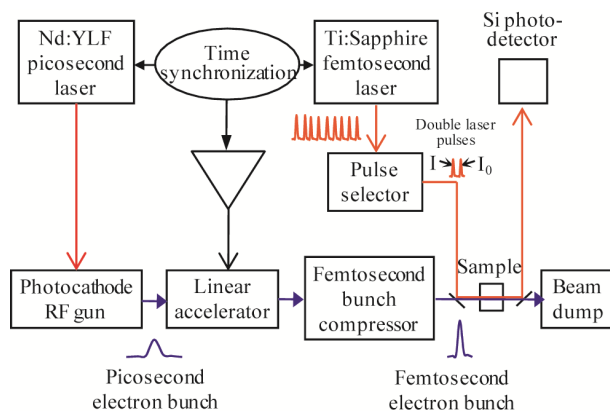 Nd:YLF
picosecond
laser
Time
synchronization
Ti:Sapphire
femtosecond
laser
Si photo-
detector
Double laser
pulses
I
I0
Pulse
selector
Photocathode
RF gun
Linear
accelerator
Femtosecond
bunch
compressor
Sample
Beam
dump
Picosecond
electron bunch
Femtosecond
electron bunch